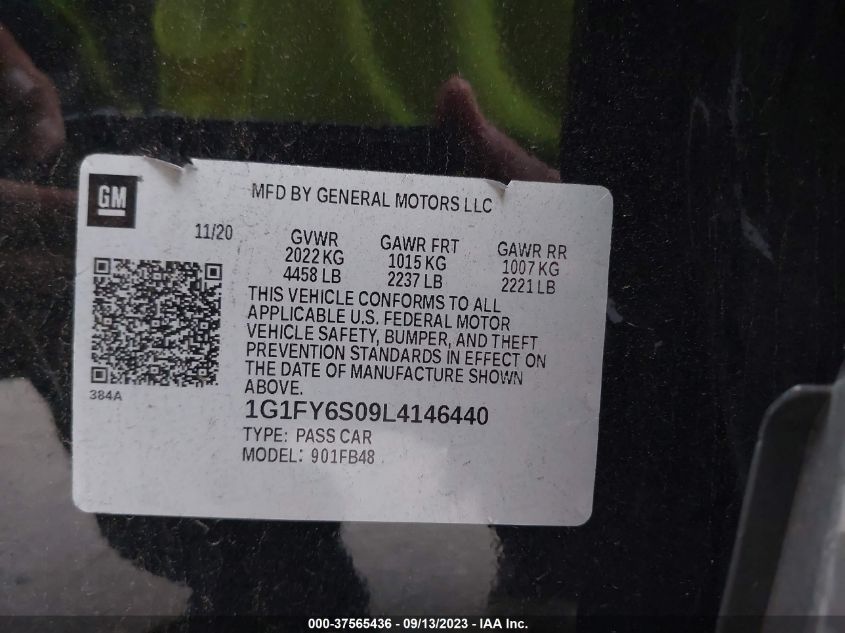 GM
MFD BY GENERAL MOTORS LLC
11/20
GVWR
2022 KG
4458 LB
GAWR FRT
1015 KG
2237 LB
GAWR RR
1007 KG
2221 LB
THIS VEHICLE CONFORMS TO ALL
APPLICABLE U.S. FEDERAL MOTOR
VEHICLE SAFETY, BUMPER, AND THEFT
PREVENTION STANDARDS IN EFFECT ON
THE DATE OF MANUFACTURE SHOWN
ABOVE.
384A
1G1FY6S09L4146440
TYPE: PASS CAR
MODEL: 901FB48
000-37565436 - 09/13/2023 - IAA Inc.